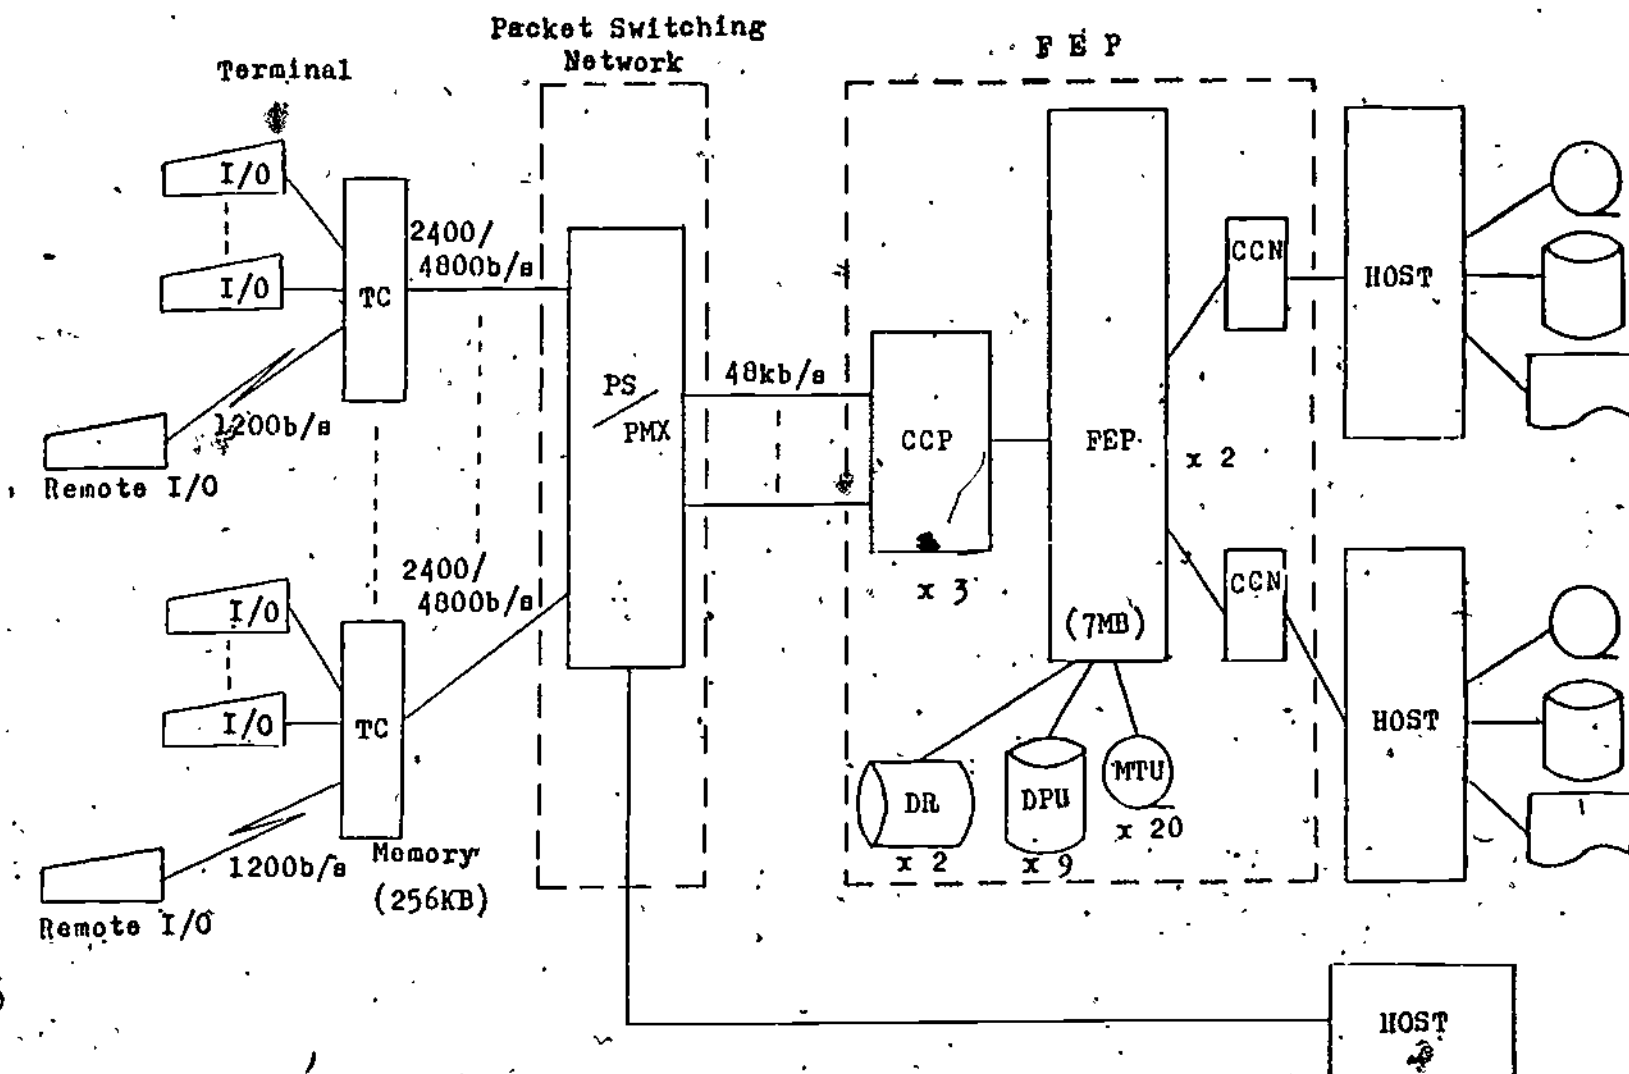 Packet Switching
Network
F E P
Terminal
I/O
I/O
TC
2400/
4800b/s
1200b/s
Remote I/O
PS
/
PMX
48kb/s
CCP
x 3
FEP
x 2
(7MB)
CCN
HOST
CCN
HOST
2400/
4800b/s
I/O
I/O
TC
1200b/s
Remote I/O
Memory
(256KB)
DR
x 2
DPU
x 9
MTU
x 20
HOST